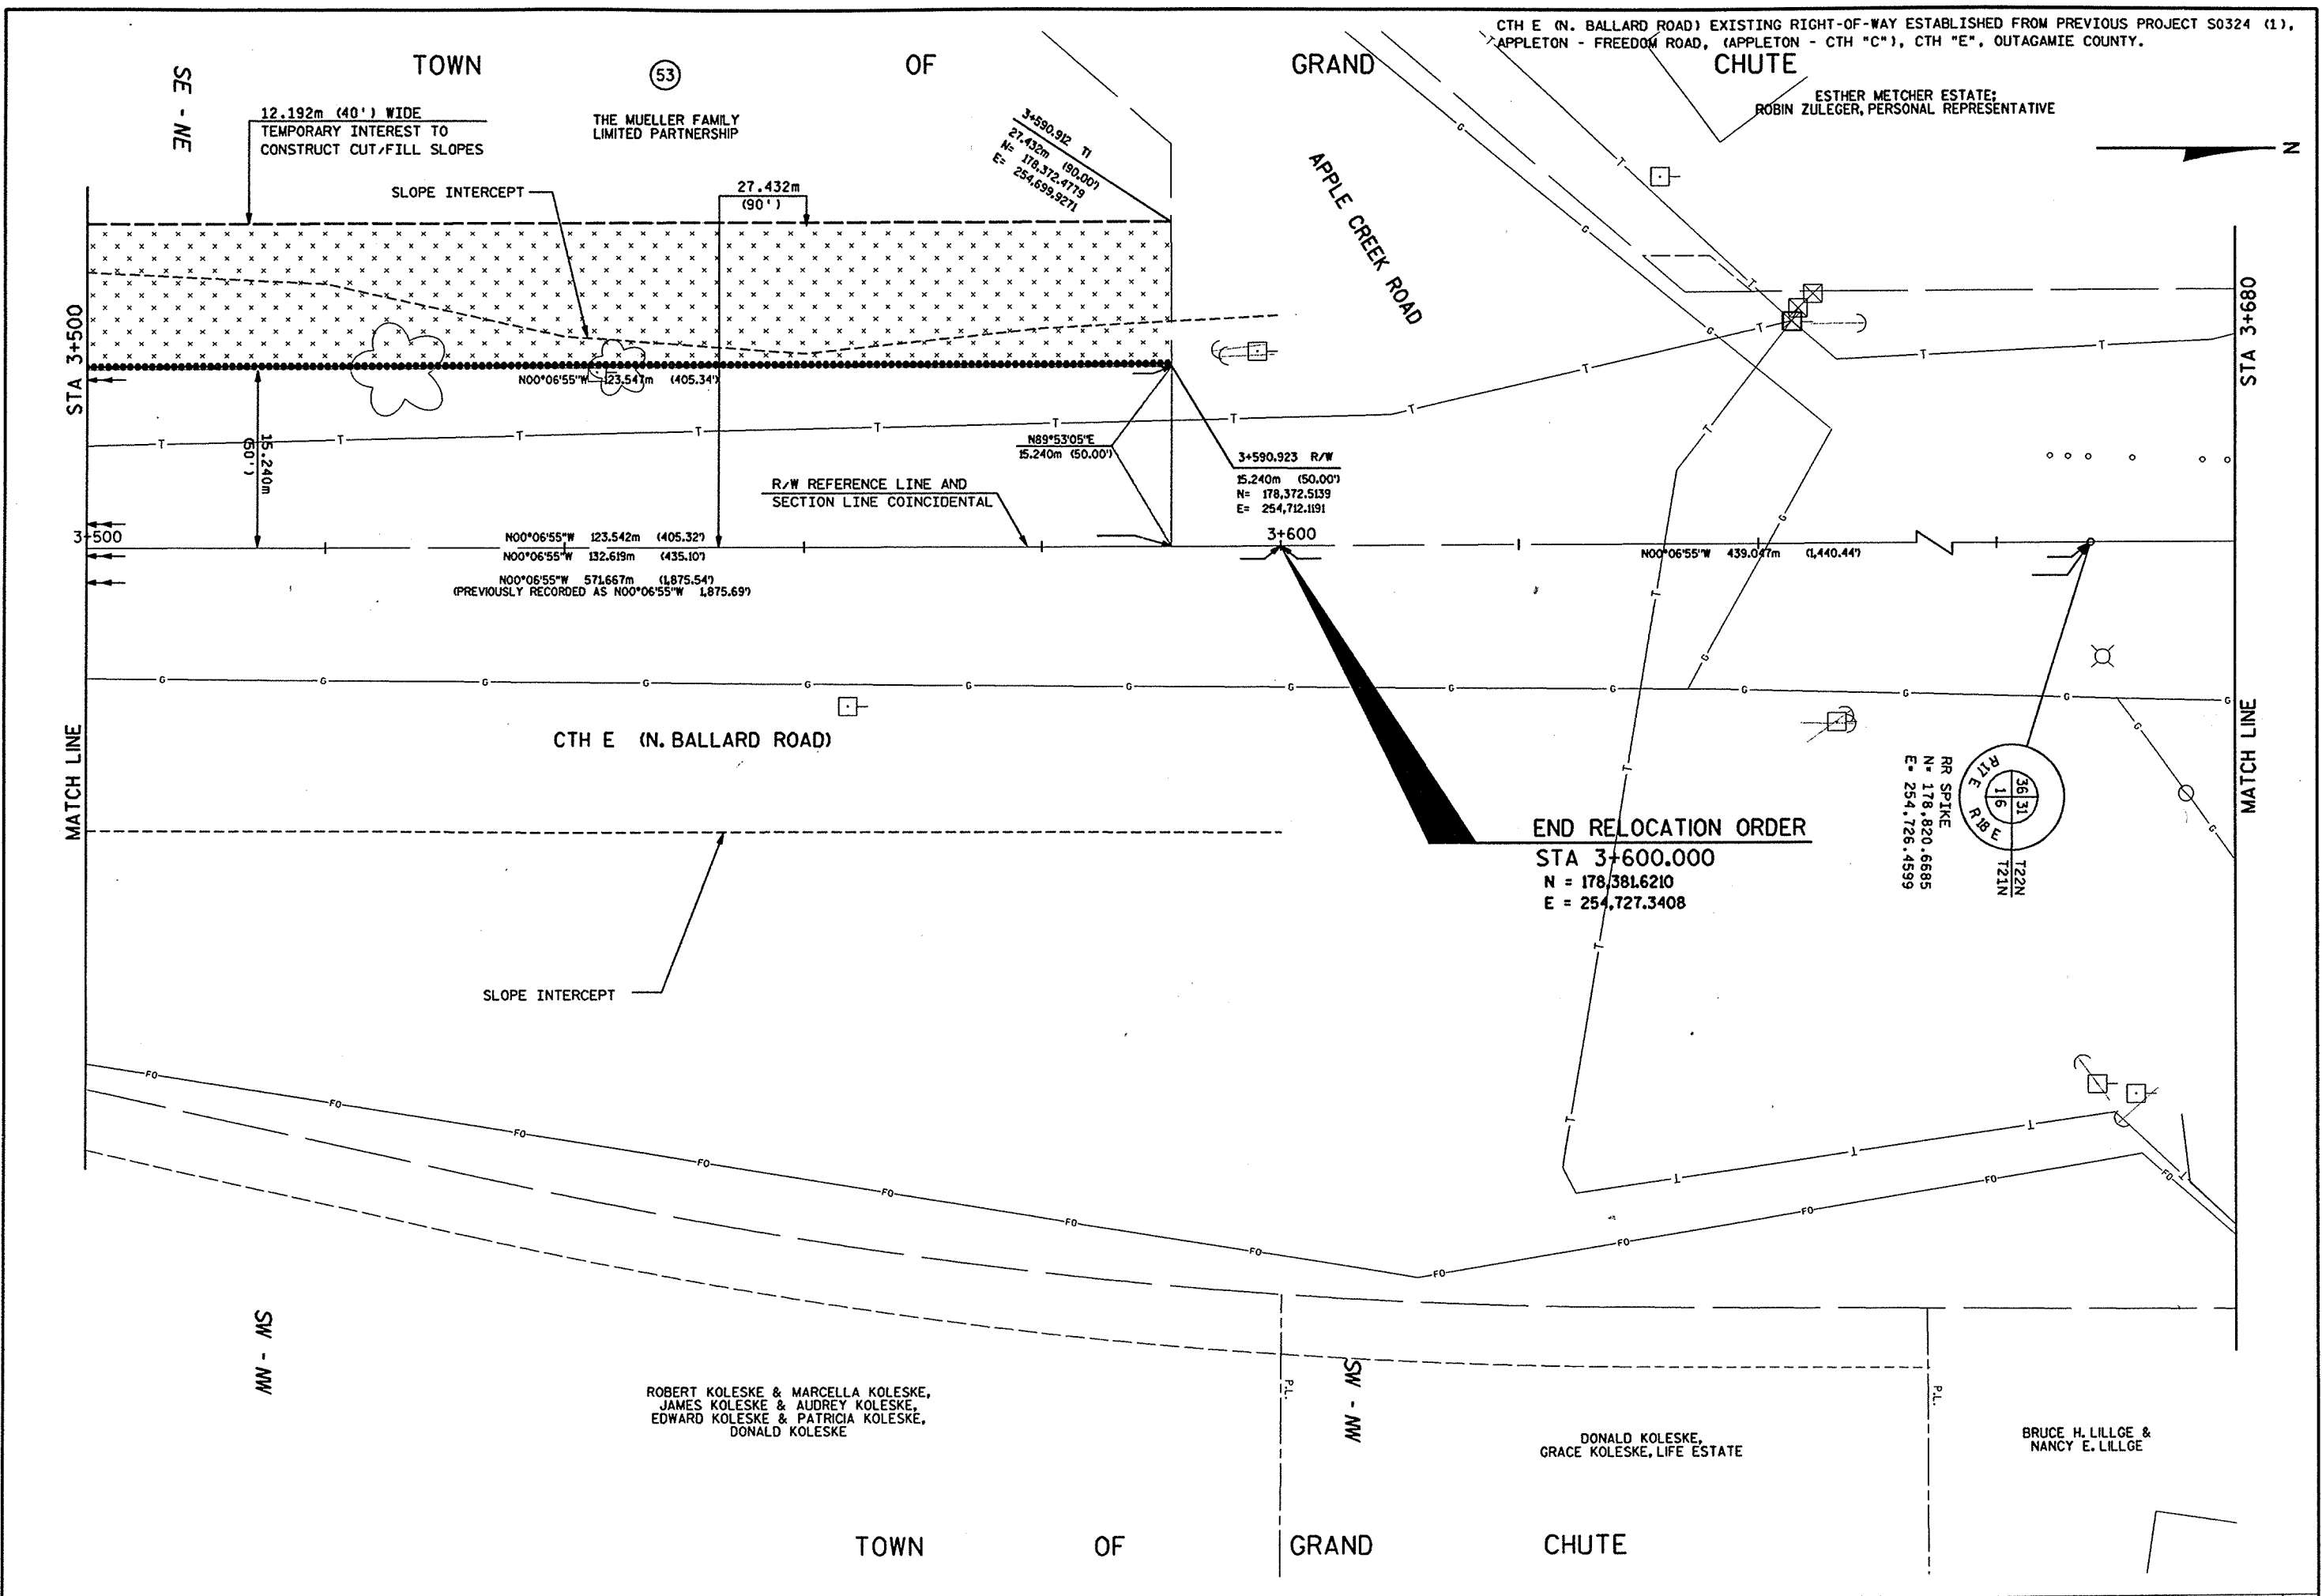 CTH E (N. BALLARD ROAD) EXISTING RIGHT-OF-WAY ESTABLISHED FROM PREVIOUS PROJECT S0324 (1),
APPLETON - FREEDOM ROAD, (APPLETON - CTH "C"), CTH "E", OUTAGAMIE COUNTY.
TOWN OF GRAND CHUTE
53
SE - NE
THE MUELLER FAMILY
LIMITED PARTNERSHIP
ESTHER METCHER ESTATE;
ROBIN ZULEGER, PERSONAL REPRESENTATIVE
12.192m (40') WIDE
TEMPORARY INTEREST TO
CONSTRUCT CUT/FILL SLOPES
SLOPE INTERCEPT
27.432m
(90')
3+590.912 TI
27.432m (90.00')
N= 178,372.4779
E= 254,699.9271
APPLE CREEK ROAD
N
STA 3+500
STA 3+680
N00°06'55"W 123.547m (405.34')
15.240m
(50')
N89°53'05"E
15.240m (50.00')
3+590.923 R/W
15.240m (50.00')
N= 178,372.5139
E= 254,712.1191
R/W REFERENCE LINE AND
SECTION LINE COINCIDENTAL
3+500
3+600
N00°06'55"W 123.542m (405.32')
N00°06'55"W 132.619m (435.10')
N00°06'55"W 439.047m (1,440.44')
N00°06'55"W 571.667m (1,875.54')
(PREVIOUSLY RECORDED AS N00°06'55"W 1,875.69')
CTH E (N. BALLARD ROAD)
MATCH LINE
MATCH LINE
RR SPIKE
N= 178,820.6685
E= 254,726.4599
R17 E R18 E
36 31
1 6
T22N
T21N
END RELOCATION ORDER
STA 3+600.000
N = 178,381.6210
E = 254,727.3408
SLOPE INTERCEPT
SW - NW
SW - NW
P.L.
P.L.
ROBERT KOLESKE & MARCELLA KOLESKE,
JAMES KOLESKE & AUDREY KOLESKE,
EDWARD KOLESKE & PATRICIA KOLESKE,
DONALD KOLESKE
DONALD KOLESKE,
GRACE KOLESKE, LIFE ESTATE
BRUCE H. LILLGE &
NANCY E. LILLGE
TOWN OF GRAND CHUTE